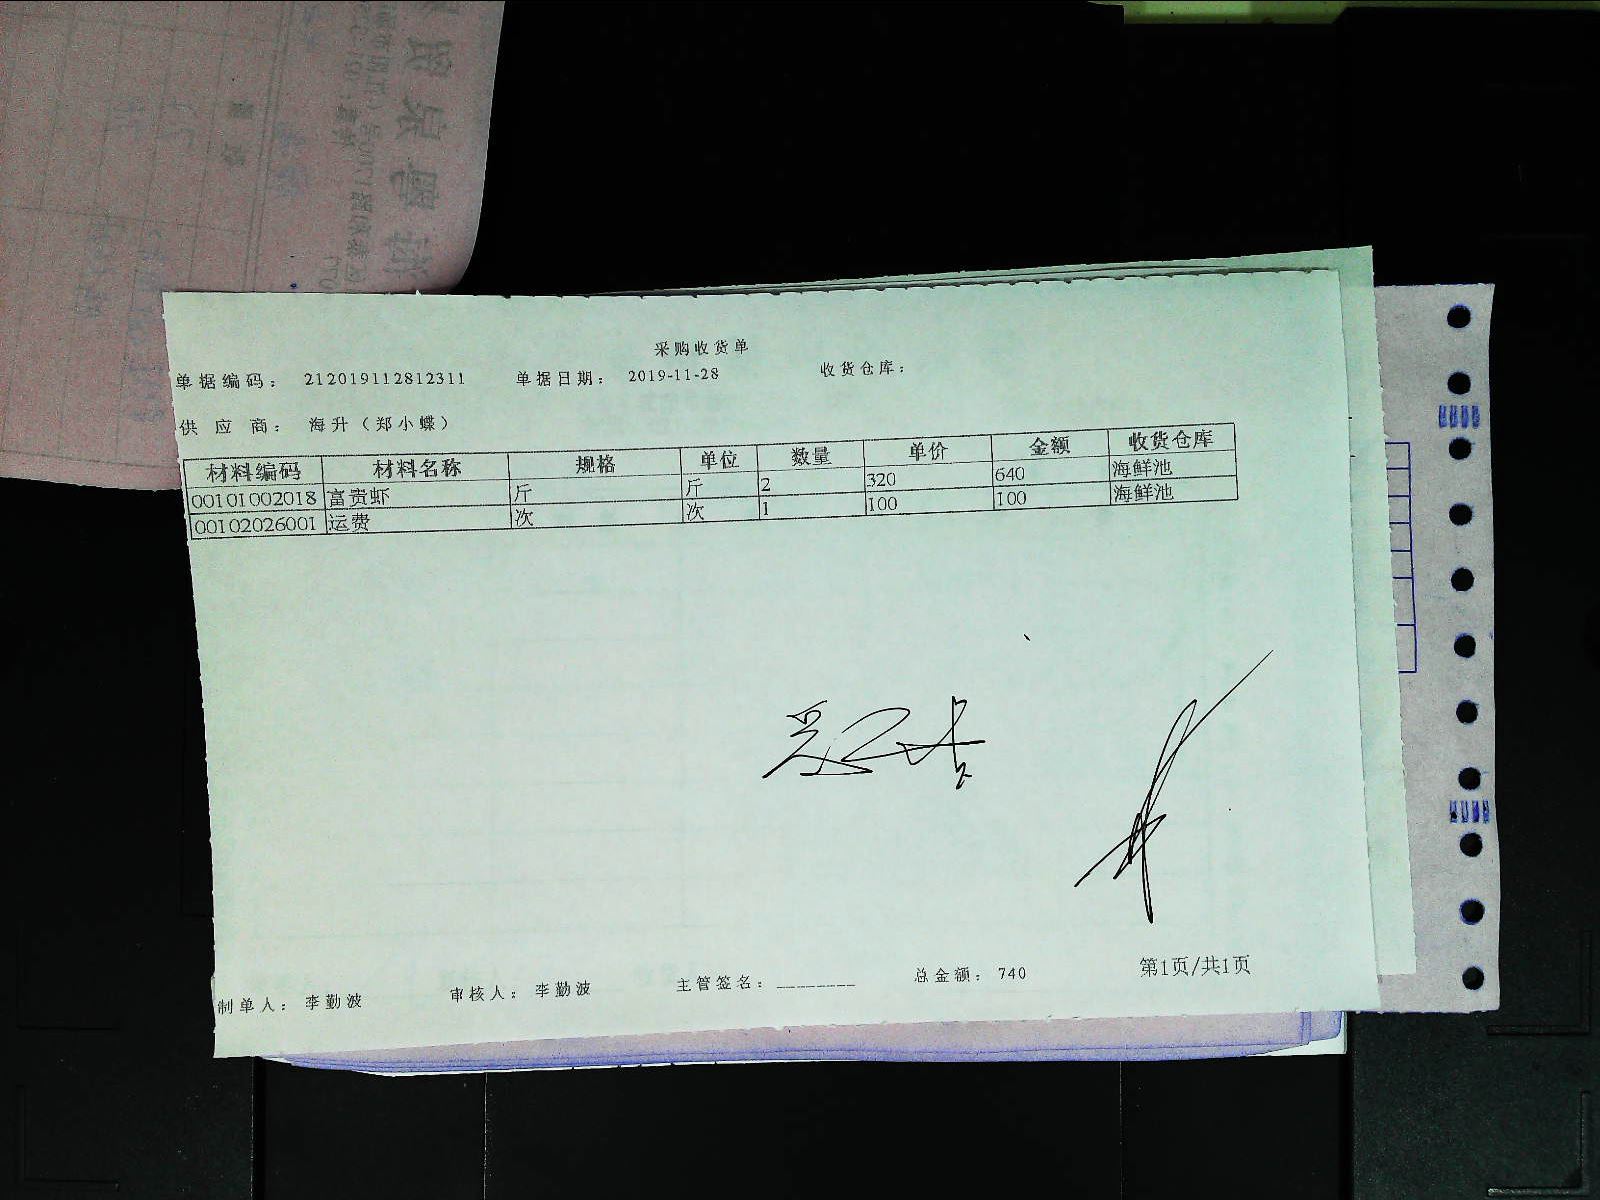 采购收货单
单据编码： 212019112812311 单据日期： 2019-11-28 收货仓库：
供 应 商： 海升（郑小蝶）
材料编码 材料名称 规格 单位 数量 单价 金额 收货仓库
00101002018 富贵虾 斤 斤 2 320 640 海鲜池
00102026001 运费 次 次 1 100 100 海鲜池
制单人： 李勤波 审核人： 李勤波 主管签名：________ 总金额： 740 第1页/共1页